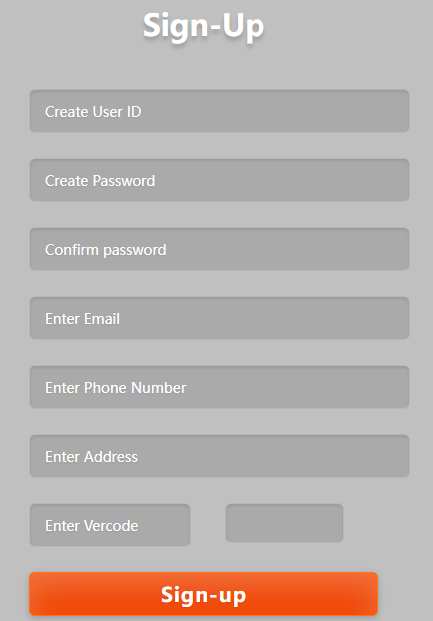 Sign-Up
Create User ID
Create Password
Confirm password
Enter Email
Enter Phone Number
Enter Address
Enter Vercode
Sign-up